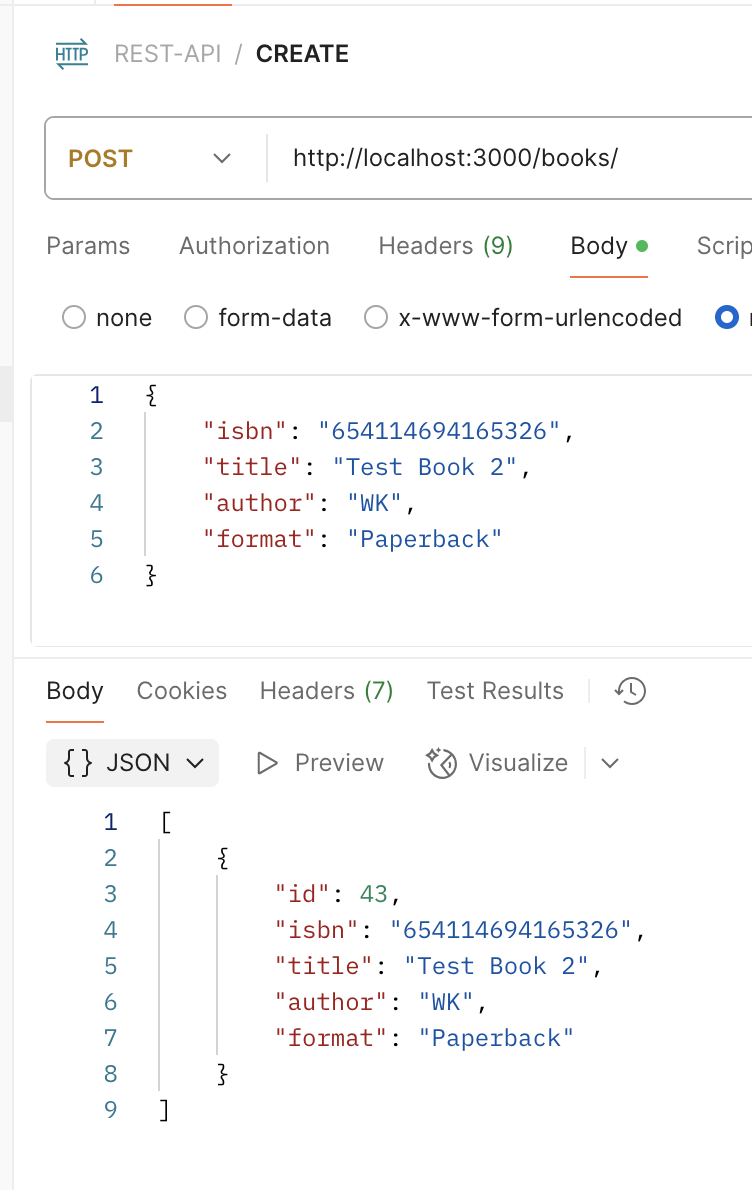 HTTP REST-API / CREATE
POST http://localhost:3000/books/
Params Authorization Headers (9) Body Scrip
none form-data x-www-form-urlencoded
1 {
2 "isbn": "654114694165326",
3 "title": "Test Book 2",
4 "author": "WK",
5 "format": "Paperback"
6 }
Body Cookies Headers (7) Test Results
{} JSON Preview Visualize
1 [
2 {
3 "id": 43,
4 "isbn": "654114694165326",
5 "title": "Test Book 2",
6 "author": "WK",
7 "format": "Paperback"
8 }
9 ]